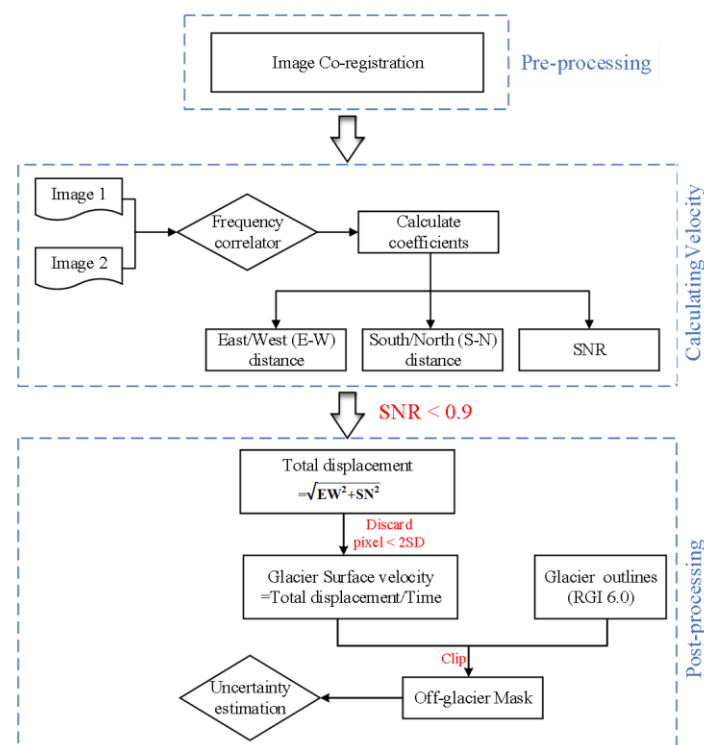 Image Co-registration
Pre-processing
Image 1
Image 2
Frequency
correlator
Calculate
coefficients
East/West (E-W)
distance
South/North (S-N)
distance
SNR
Calculating Velocity
SNR < 0.9
Total displacement
=√EW²+SN²
Discard
pixel < 2SD
Glacier Surface velocity
=Total displacement/Time
Glacier outlines
(RGI 6.0)
Clip
Uncertainty
estimation
Off-glacier Mask
Post-processing